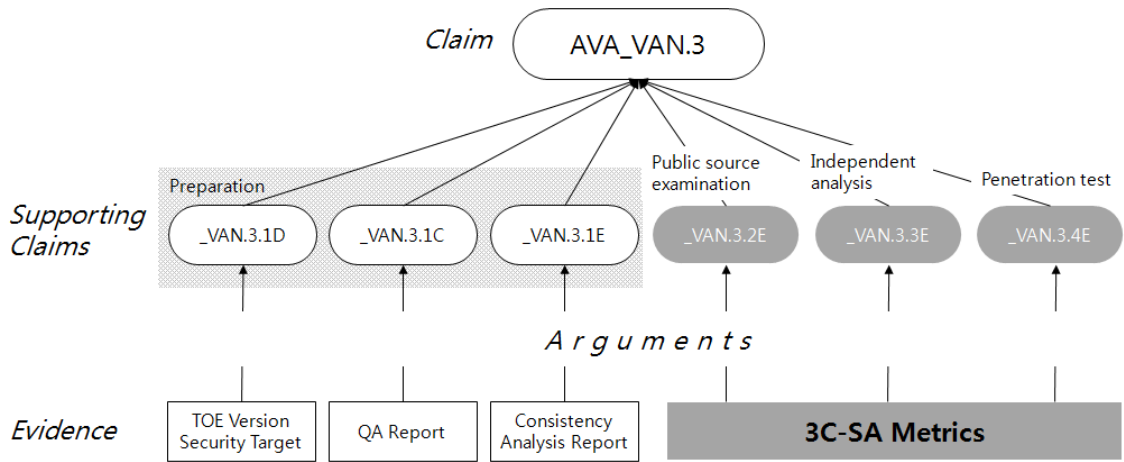 Claim
AVA_VAN.3
Public source
examination
Independent
analysis
Penetration test
Preparation
Supporting
Claims
_VAN.3.1D
_VAN.3.1C
_VAN.3.1E
_VAN.3.2E
_VAN.3.3E
_VAN.3.4E
Arguments
Evidence
TOE Version
Security Target
QA Report
Consistency
Analysis Report
3C-SA Metrics